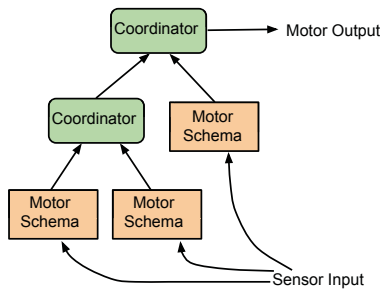 Coordinator
Motor Output
Coordinator
Motor
Schema
Motor
Schema
Motor
Schema
Sensor Input